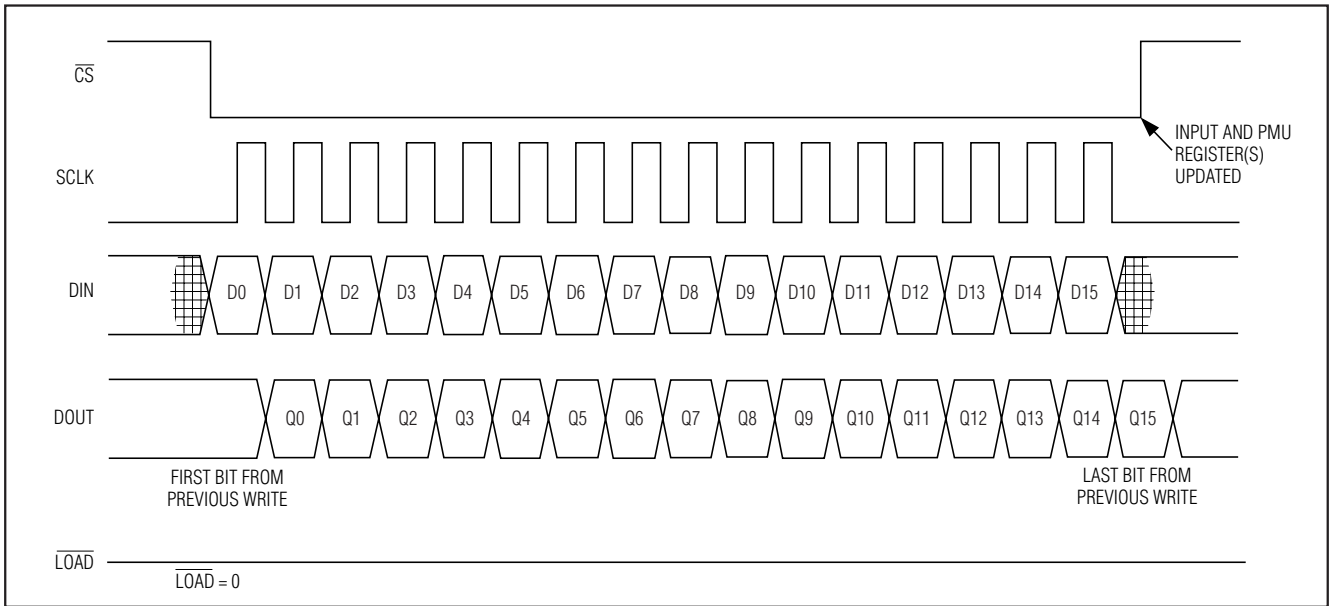 CS
INPUT AND PMU
REGISTER(S)
UPDATED
SCLK
DIN
D0 D1 D2 D3 D4 D5 D6 D7 D8 D9 D10 D11 D12 D13 D14 D15
DOUT
Q0 Q1 Q2 Q3 Q4 Q5 Q6 Q7 Q8 Q9 Q10 Q11 Q12 Q13 Q14 Q15
FIRST BIT FROM
PREVIOUS WRITE
LAST BIT FROM
PREVIOUS WRITE
LOAD
LOAD = 0